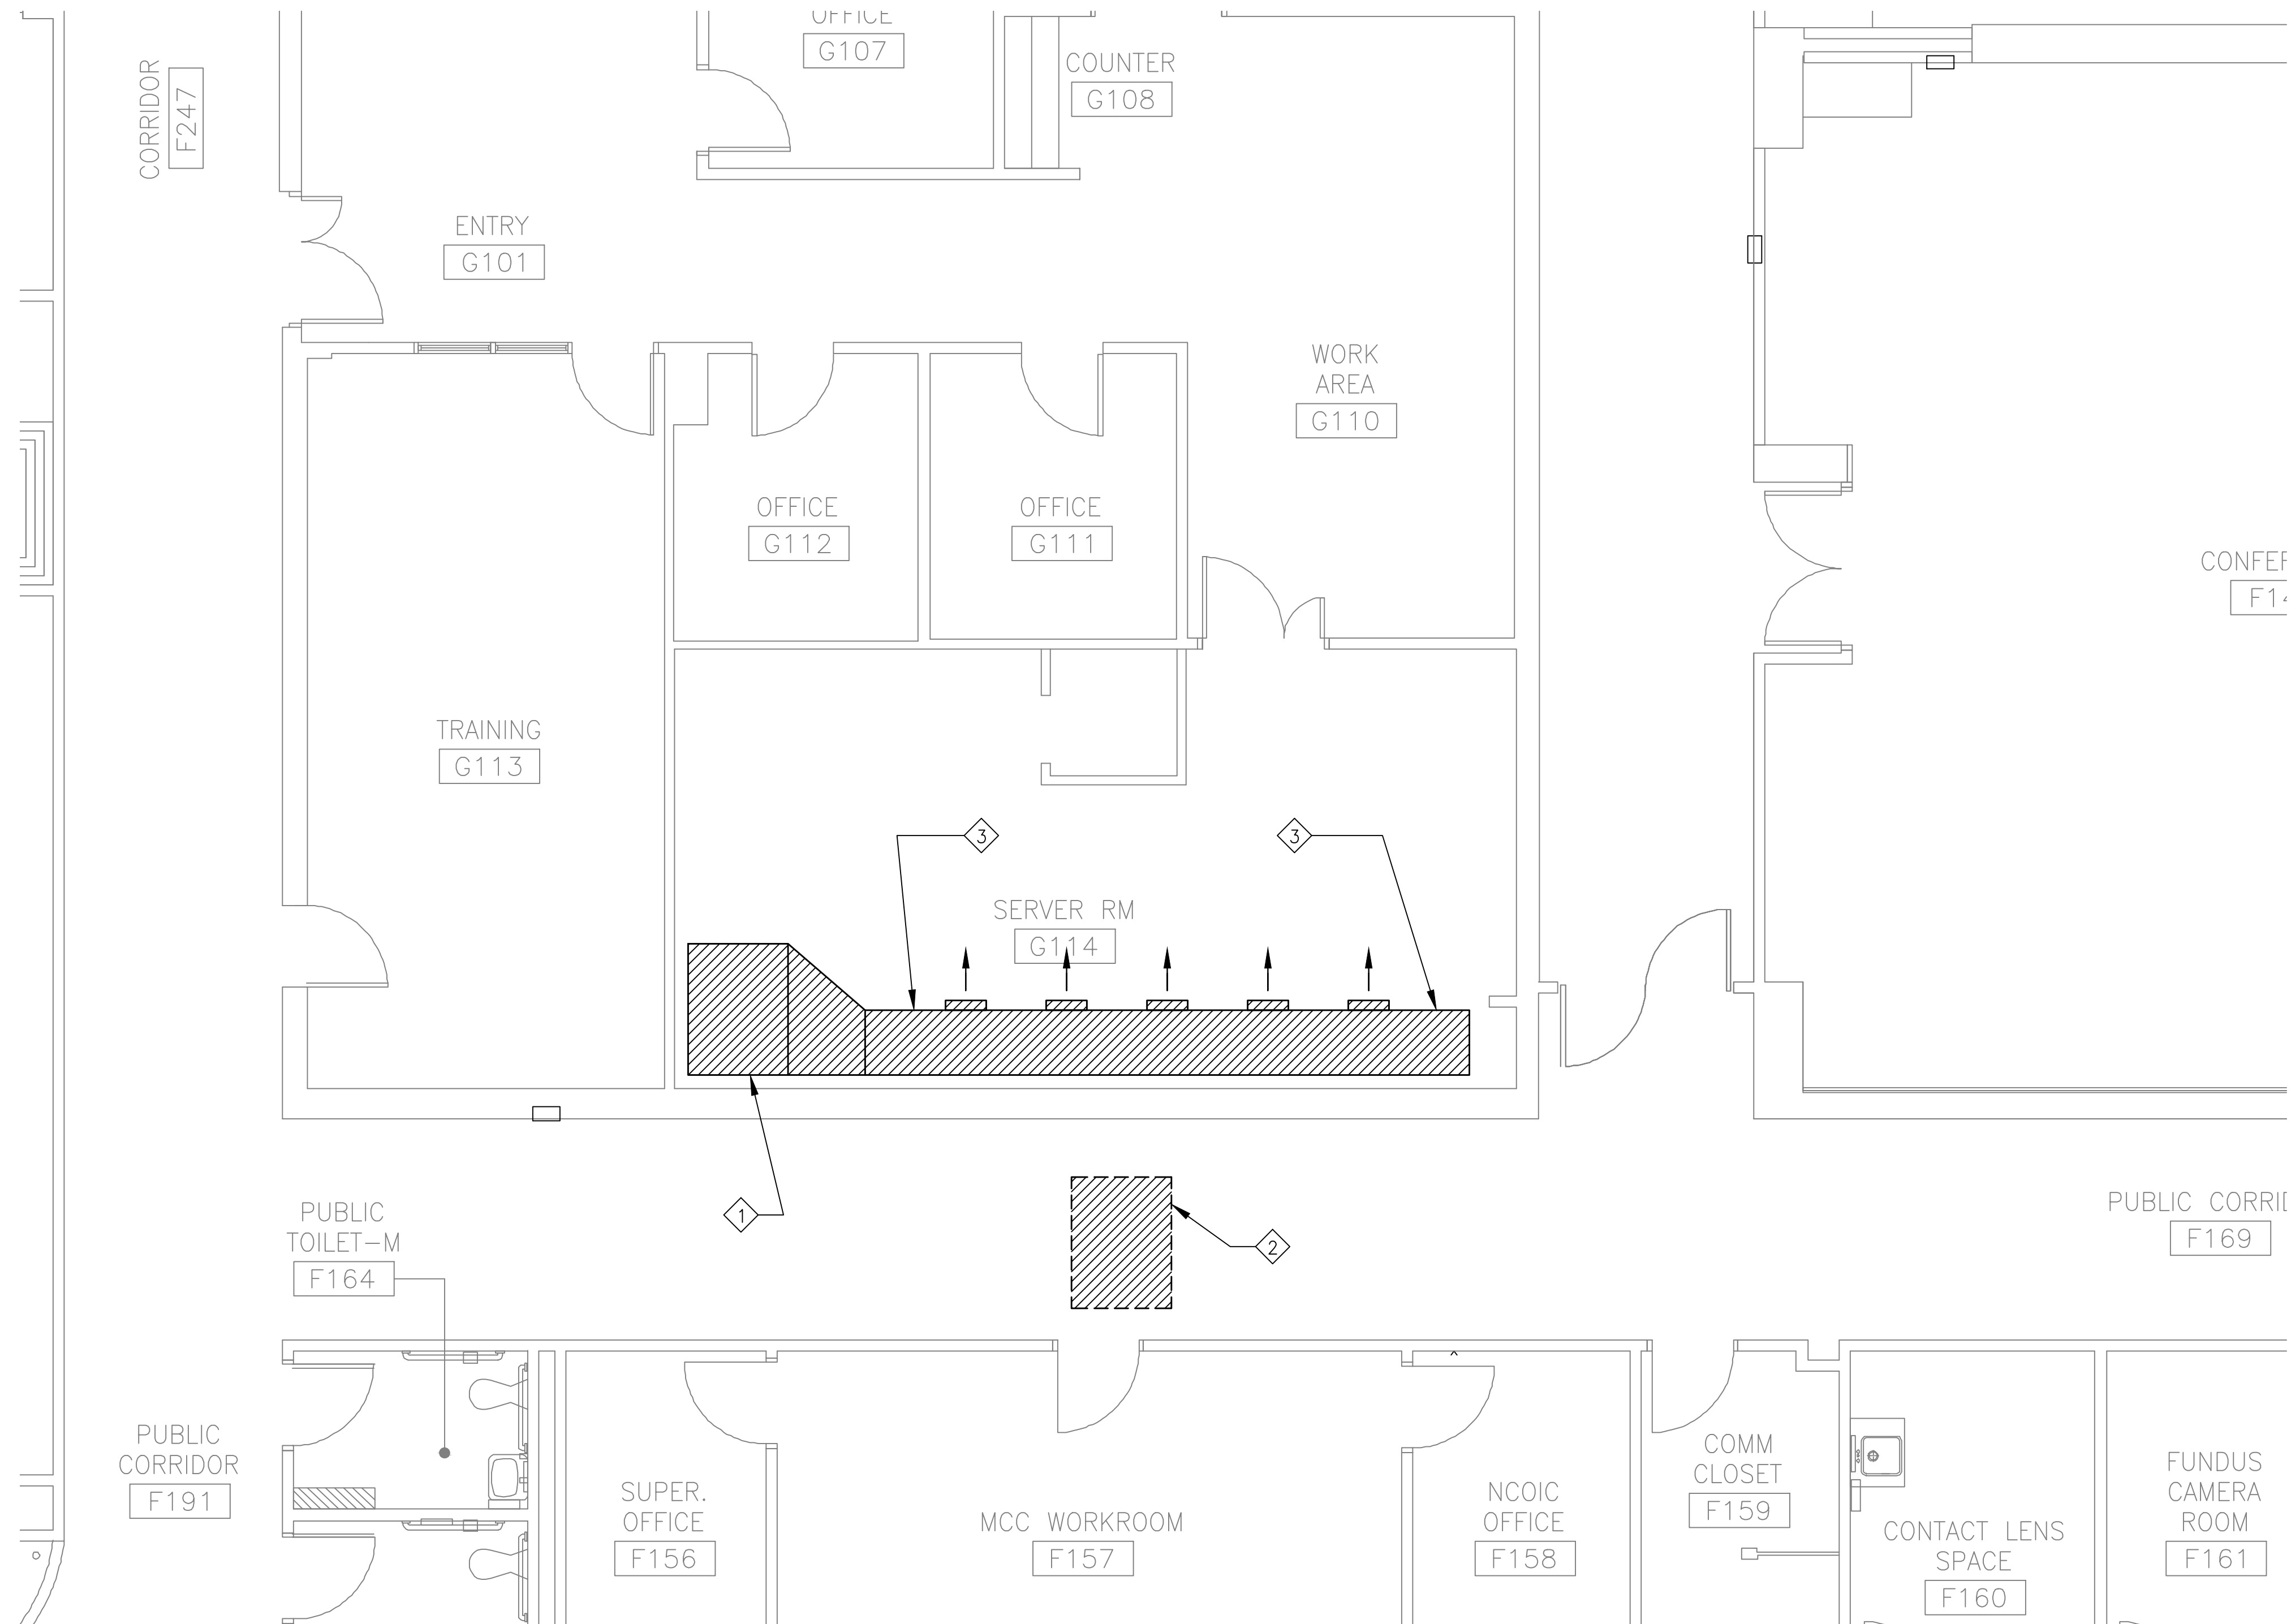 OFFICE
G107
COUNTER
G108
CORRIDOR
F247
ENTRY
G101
WORK
AREA
G110
OFFICE
G112
OFFICE
G111
F14
TRAINING
G113
3
3
SERVER RM
G114
1
2
PUBLIC
TOILET-M
F164
PUBLIC
F169
PUBLIC
CORRIDOR
F191
SUPER.
OFFICE
F156
MCC WORKROOM
F157
NCOIC
OFFICE
F158
COMM
CLOSET
F159
CONTACT LENS
SPACE
F160
FUNDUS
CAMERA
ROOM
F161